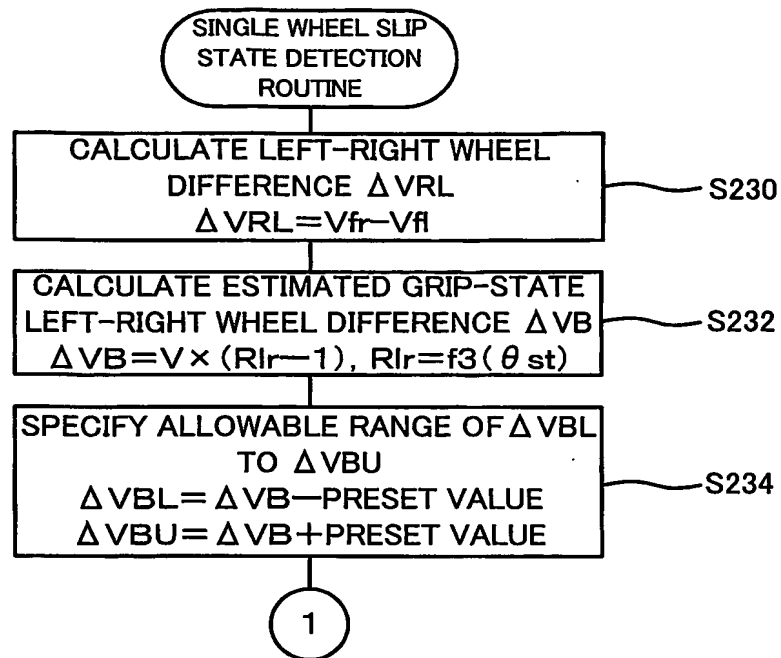 SINGLE WHEEL SLIP
STATE DETECTION
ROUTINE
CALCULATE LEFT-RIGHT WHEEL
DIFFERENCE ΔVRL
ΔVRL=Vfr-Vfl
S230
CALCULATE ESTIMATED GRIP-STATE
LEFT-RIGHT WHEEL DIFFERENCE ΔVB
ΔVB=V×(Rlr-1), Rlr=f3(θst)
S232
SPECIFY ALLOWABLE RANGE OF ΔVBL
TO ΔVBU
ΔVBL=ΔVB-PRESET VALUE
ΔVBU=ΔVB+PRESET VALUE
S234
1